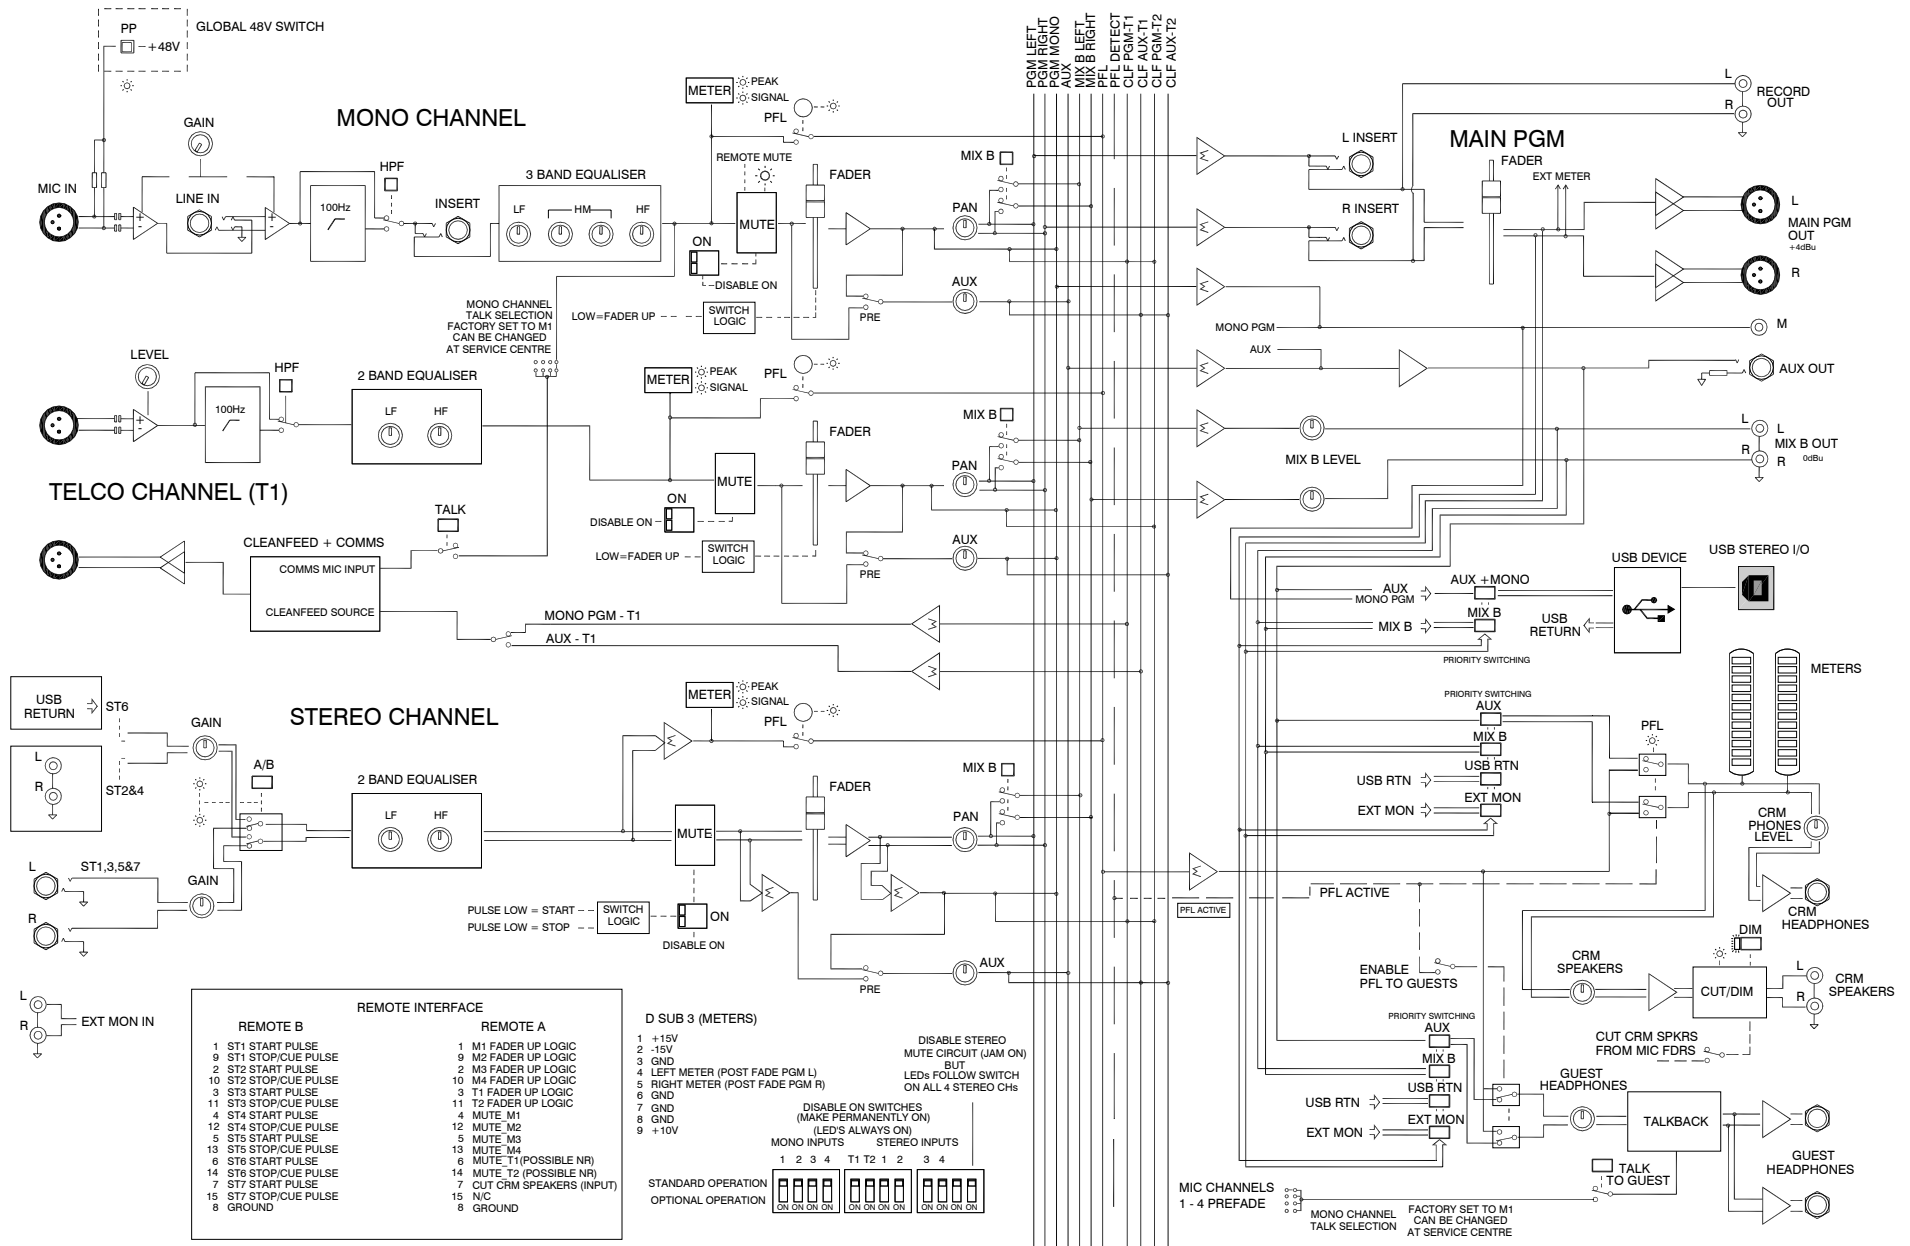 PP
+48V
GLOBAL 48V SWITCH
MONO CHANNEL
GAIN
MIC IN
LINE IN
+
-
+
-
100Hz
HPF
INSERT
3 BAND EQUALISER
LF
HM
HF
METER
PEAK
SIGNAL
PFL
REMOTE MUTE
MUTE
ON
DISABLE ON
FADER
LOW=FADER UP
SWITCH
LOGIC
PRE
MIX B
PAN
AUX
MONO CHANNEL
TALK SELECTION
FACTORY SET TO M1
CAN BE CHANGED
AT SERVICE CENTRE
LEVEL
+
-
100Hz
HPF
2 BAND EQUALISER
LF
HF
METER
PEAK
SIGNAL
PFL
MUTE
ON
DISABLE ON
FADER
LOW=FADER UP
SWITCH
LOGIC
PRE
MIX B
PAN
AUX
TELCO CHANNEL (T1)
TALK
CLEANFEED + COMMS
COMMS MIC INPUT
CLEANFEED SOURCE
MONO PGM - T1
AUX - T1
USB
RETURN
ST6
L
R
ST2&4
STEREO CHANNEL
GAIN
A/B
L
R
ST1,3,5&7
GAIN
2 BAND EQUALISER
LF
HF
METER
PEAK
SIGNAL
PFL
MUTE
FADER
MIX B
PAN
PULSE LOW = START
PULSE LOW = STOP
SWITCH
LOGIC
ON
DISABLE ON
PRE
AUX
L
R
EXT MON IN
REMOTE INTERFACE
REMOTE B
1 ST1 START PULSE
9 ST1 STOP/CUE PULSE
2 ST2 START PULSE
10 ST2 STOP/CUE PULSE
3 ST3 START PULSE
11 ST3 STOP/CUE PULSE
4 ST4 START PULSE
12 ST4 STOP/CUE PULSE
5 ST5 START PULSE
13 ST5 STOP/CUE PULSE
6 ST6 START PULSE
14 ST6 STOP/CUE PULSE
7 ST7 START PULSE
15 ST7 STOP/CUE PULSE
8 GROUND
REMOTE A
1 M1 FADER UP LOGIC
9 M2 FADER UP LOGIC
2 M3 FADER UP LOGIC
10 M4 FADER UP LOGIC
3 T1 FADER UP LOGIC
11 T2 FADER UP LOGIC
4 MUTE_M1
12 MUTE_M2
5 MUTE_M3
13 MUTE_M4
6 MUTE_T1(POSSIBLE NR)
14 MUTE_T2 (POSSIBLE NR)
7 CUT CRM SPEAKERS (INPUT)
15 N/C
8 GROUND
D SUB 3 (METERS)
1 +15V
2 -15V
3 GND
4 LEFT METER (POST FADE PGM L)
5 RIGHT METER (POST FADE PGM R)
6 GND
7 GND
8 GND
9 +10V
DISABLE STEREO
MUTE CIRCUIT (JAM ON)
BUT
LEDs FOLLOW SWITCH
ON ALL 4 STEREO CHs
DISABLE ON SWITCHES
(MAKE PERMANENTLY ON)
(LED'S ALWAYS ON)
MONO INPUTS
STEREO INPUTS
1 2 3 4
T1 T2 1 2
3 4
STANDARD OPERATION
OPTIONAL OPERATION
ON ON ON ON
ON ON ON ON
ON ON ON ON
PGM LEFT
PGM RIGHT
PGM MONO
AUX
MIX B LEFT
MIX B RIGHT
PFL
PFL DETECT
CLF PGM-T1
CLF AUX-T1
CLF PGM-T2
CLF AUX-T2
L
R
RECORD
OUT
L INSERT
R INSERT
MAIN PGM
FADER
EXT METER
L
MAIN PGM
OUT
+4dBu
R
MONO PGM
M
AUX
AUX OUT
MIX B LEVEL
L
L
R
R
MIX B OUT
0dBu
AUX
MONO PGM
AUX +MONO
MIX B
MIX B
PRIORITY SWITCHING
USB DEVICE
USB STEREO I/O
USB
RETURN
METERS
PRIORITY SWITCHING
AUX
MIX B
USB RTN
USB RTN
EXT MON
EXT MON
PFL
CRM
PHONES
LEVEL
CRM
HEADPHONES
PFL ACTIVE
PFL ACTIVE
ENABLE
PFL TO GUESTS
CRM
SPEAKERS
DIM
CUT/DIM
L
R
CRM
SPEAKERS
CUT CRM SPKRS
FROM MIC FDRS
PRIORITY SWITCHING
AUX
MIX B
USB RTN
USB RTN
EXT MON
EXT MON
GUEST
HEADPHONES
TALKBACK
GUEST
HEADPHONES
TALK
TO GUEST
MIC CHANNELS
1 - 4 PREFADE
MONO CHANNEL
TALK SELECTION
FACTORY SET TO M1
CAN BE CHANGED
AT SERVICE CENTRE